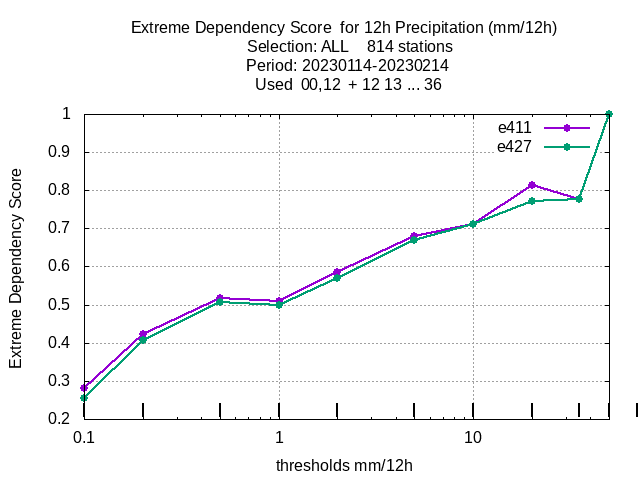 Extreme Dependency Score  for 12h Precipitation (mm/12h)
Selection: ALL    814 stations
Period: 20230114-20230214
Used  00,12  + 12 13 ... 36
e411
e427
1
0.9
0.8
0.7
0.6
0.5
0.4
0.3
0.2
Extreme Dependency Score
0.1 1 10
thresholds mm/12h